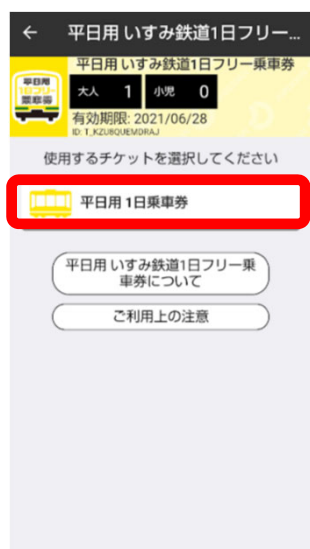 ← 平日用 いすみ鉄道1日フリー...
平日用 いすみ鉄道1日フリー乗車券
平日用
1日フリー
乗車券
大人 1 小児 0
有効期限: 2021/06/28
ID: T_KZU8QUEMDRAJ
使用するチケットを選択してください
平日用 1日乗車券
平日用 いすみ鉄道1日フリー乗
車券について
ご利用上の注意